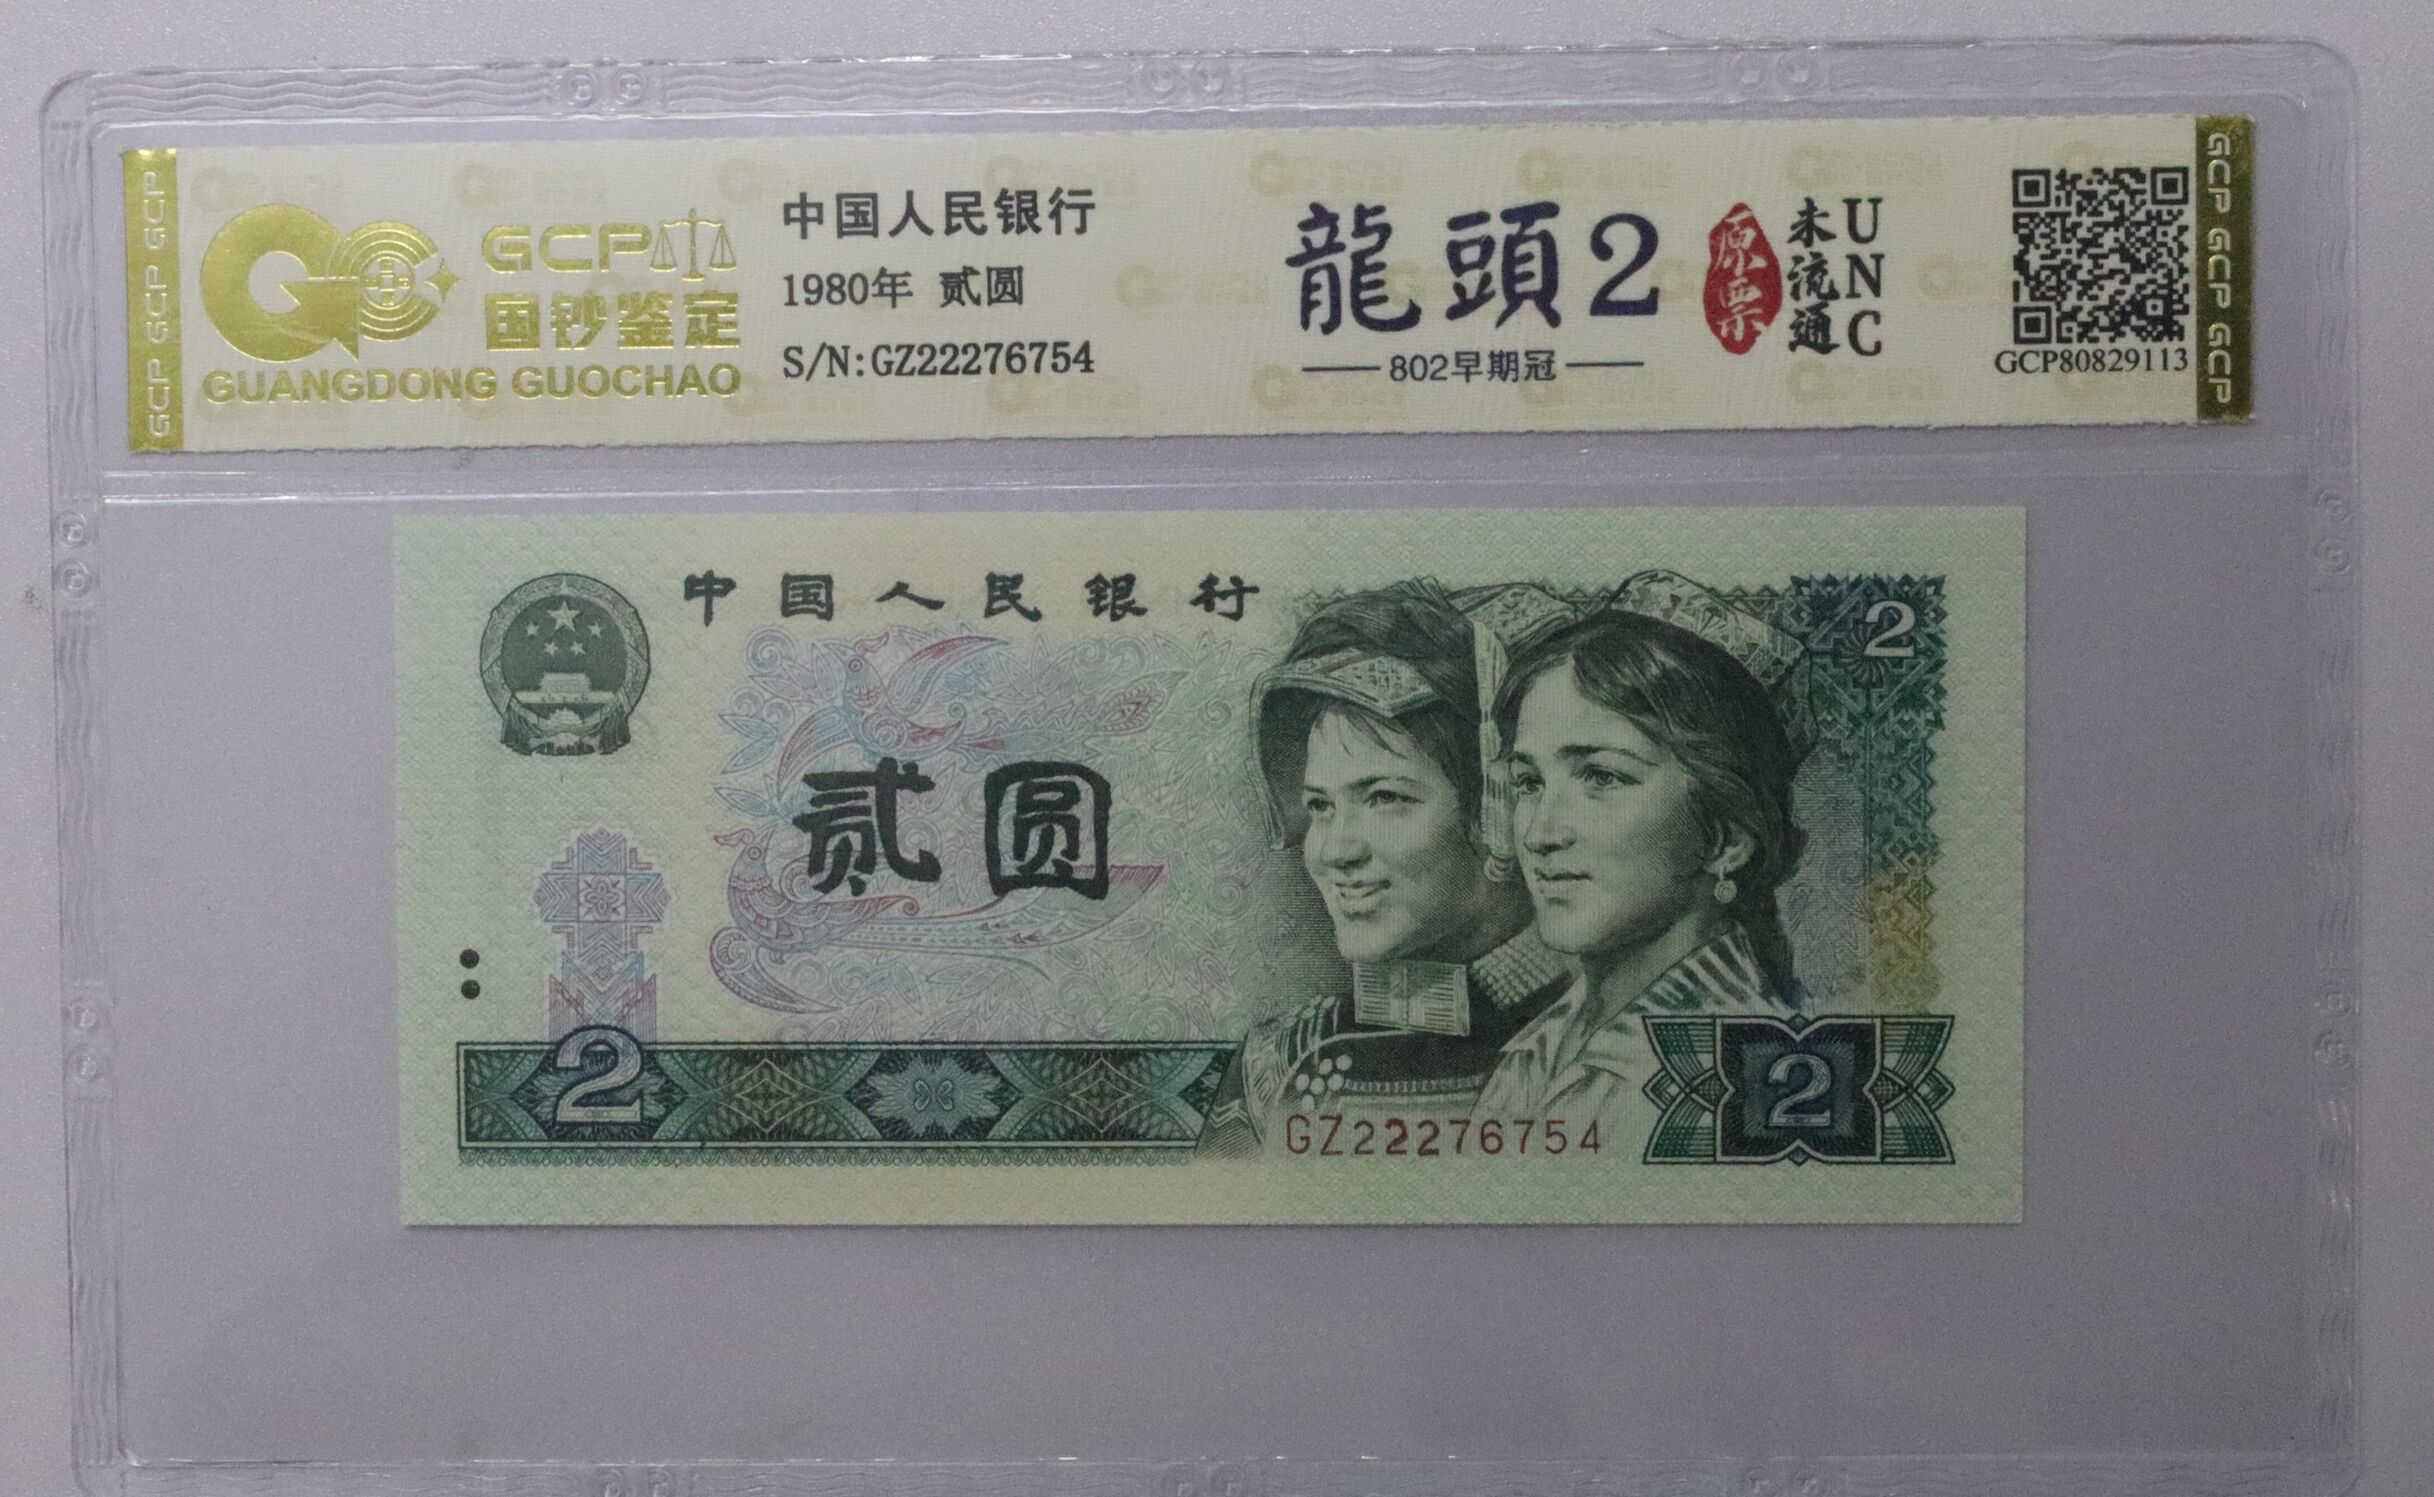 GCP GCP GCP
GCP
国钞鉴定
GUANGDONG GUOCHAO
中国人民银行
1980年 贰圆
S/N:GZ22276754
龍頭2
802早期冠
原票
未流通
UNC
GCP80829113
GCP GCP GCP
中国人民银行
2
贰圆
2
GZ22276754
2